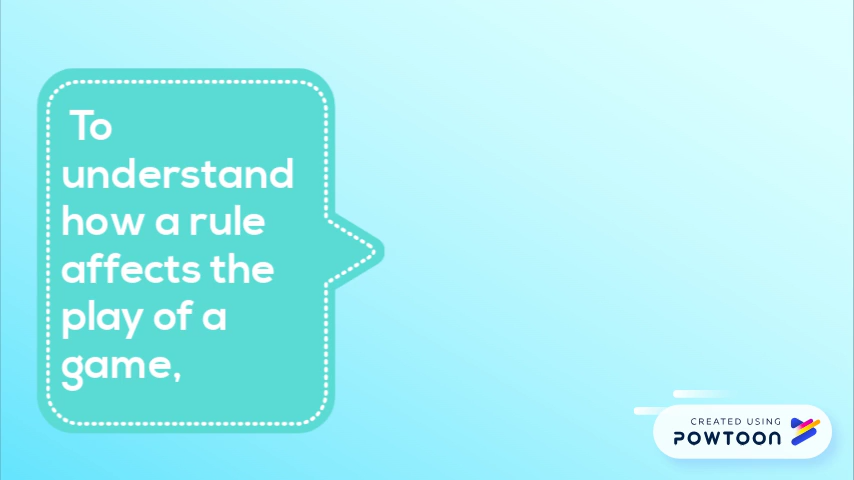 To
understand
how a rule
affects the
play of a
game,
CREATED USING
POWTOON